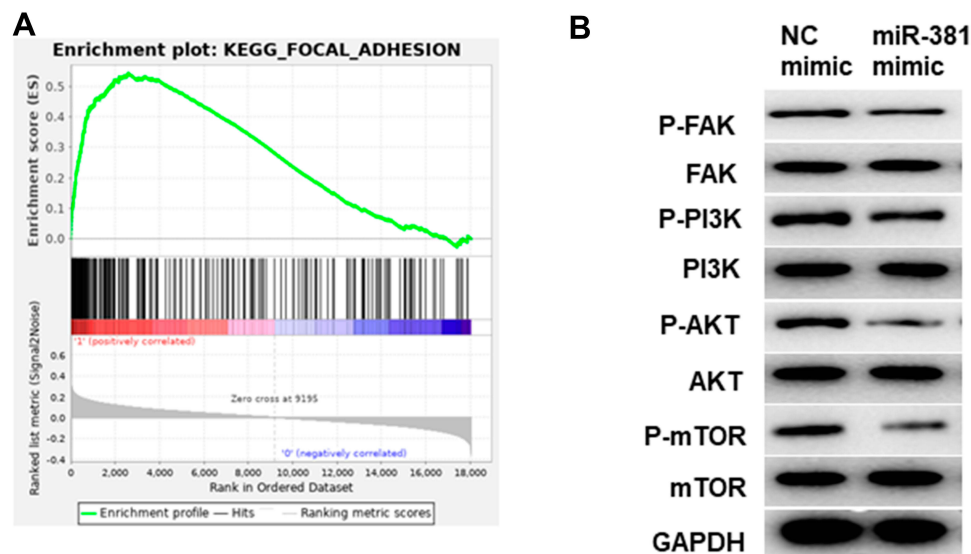 A
Enrichment plot: KEGG_FOCAL_ADHESION
Enrichment score (ES)
0.5
0.4
0.3
0.2
0.1
0.0
'1' (positively correlated)
Ranked list metric (Signal2Noise)
0.6
0.4
0.2
0.0
-0.2
-0.4
Zero cross at 9195
'0' (negatively correlated)
0 2,000 4,000 6,000 8,000 10,000 12,000 14,000 16,000 18,000
Rank in Ordered Dataset
Enrichment profile Hits Ranking metric scores
B
NC mimic
miR-381 mimic
P-FAK
FAK
P-PI3K
PI3K
P-AKT
AKT
P-mTOR
mTOR
GAPDH